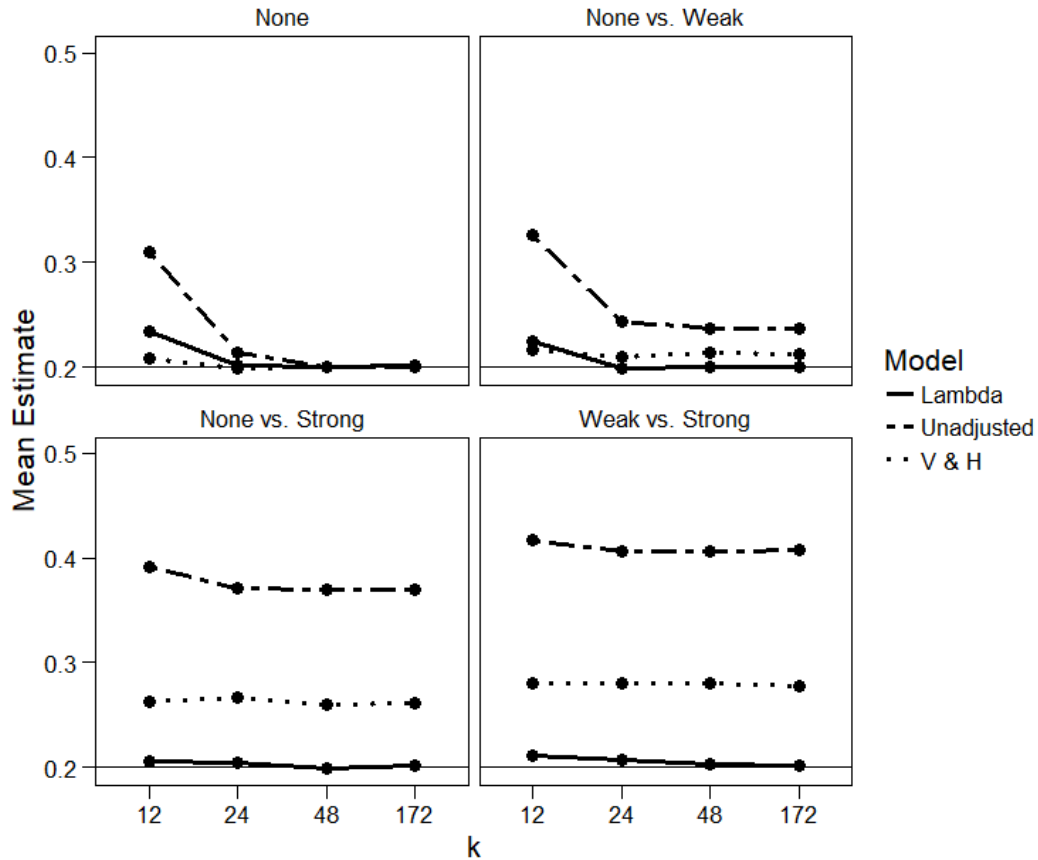 None
None vs. Weak
0.5
0.4
0.3
0.2
None vs. Strong
Weak vs. Strong
0.5
0.4
0.3
0.2
12 24 48 172
12 24 48 172
k
Mean Estimate
Model
Lambda
Unadjusted
V & H